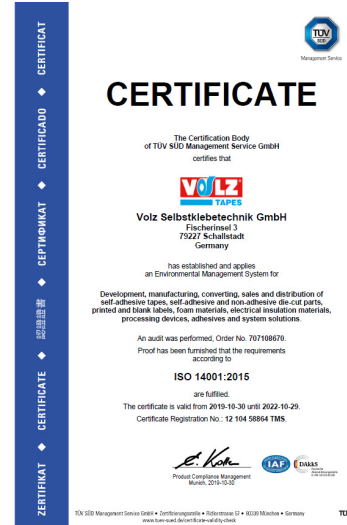 ZERTIFIKAT ◆ CERTIFICATE ◆ 認證證書 ◆ СЕРТИФИКАТ ◆ CERTIFICADO ◆ CERTIFICAT
TÜV
SÜD
Management Service
CERTIFICATE
The Certification Body
of TÜV SÜD Management Service GmbH
certifies that
VOLZ
TAPES
Volz Selbstklebetechnik GmbH
Fischerinsel 3
79227 Schallstadt
Germany
has established and applies
an Environmental Management System for
Development, manufacturing, converting, sales and distribution of
self-adhesive tapes, self-adhesive and non-adhesive die-cut parts,
printed and blank labels, foam materials, electrical insulation materials,
processing devices, adhesives and system solutions.
An audit was performed, Order No. 707108670.
Proof has been furnished that the requirements
according to
ISO 14001:2015
are fulfilled.
The certificate is valid from 2019-10-30 until 2022-10-29.
Certificate Registration No.: 12 104 58864 TMS.
Product Compliance Management
Munich, 2019-10-30
IAF
DAkkS
TÜV SÜD Management Service GmbH • Zertifizierungsstelle • Ridlerstrasse 57 • 80339 München • Germany
www.tuev-sued.de/certificate-validity-check